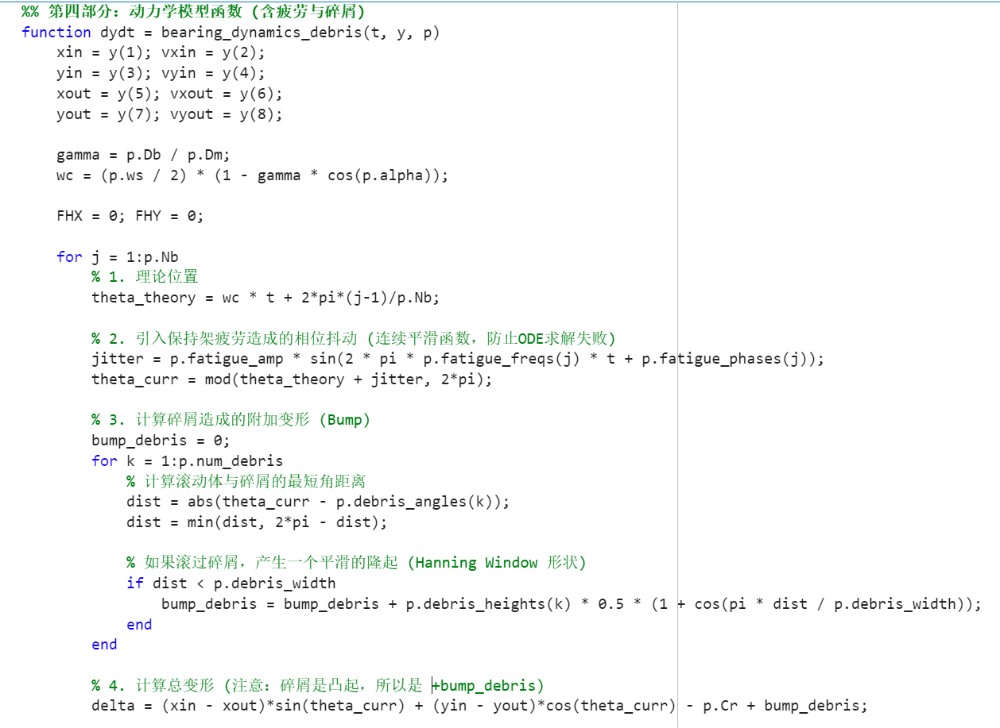 %% 第四部分: 动力学模型函数 (含疲劳与碎屑)
function dydt = bearing_dynamics_debris(t, y, p)
xin = y(1); vxin = y(2);
yin = y(3); vyin = y(4);
xout = y(5); vxout = y(6);
yout = y(7); vyout = y(8);
gamma = p.Db / p.Dm;
wc = (p.ws / 2) * (1 - gamma * cos(p.alpha));
FHX = 0; FHY = 0;
for j = 1:p.Nb
% 1. 理论位置
theta_theory = wc * t + 2*pi*(j-1)/p.Nb;
% 2. 引入保持架疲劳造成的相位抖动 (连续平滑函数，防止ODE求解失败)
jitter = p.fatigue_amp * sin(2 * pi * p.fatigue_freqs(j) * t + p.fatigue_phases(j));
theta_curr = mod(theta_theory + jitter, 2*pi);
% 3. 计算碎屑造成的附加变形 (Bump)
bump_debris = 0;
for k = 1:p.num_debris
% 计算滚动体与碎屑的最短角距离
dist = abs(theta_curr - p.debris_angles(k));
dist = min(dist, 2*pi - dist);
% 如果滚过碎屑，产生一个平滑的隆起 (Hanning Window 形状)
if dist < p.debris_width
bump_debris = bump_debris + p.debris_heights(k) * 0.5 * (1 + cos(pi * dist / p.debris_width));
end
end
% 4. 计算总变形 (注意: 碎屑是凸起，所以是 +bump_debris)
delta = (xin - xout)*sin(theta_curr) + (yin - yout)*cos(theta_curr) - p.Cr + bump_debris;